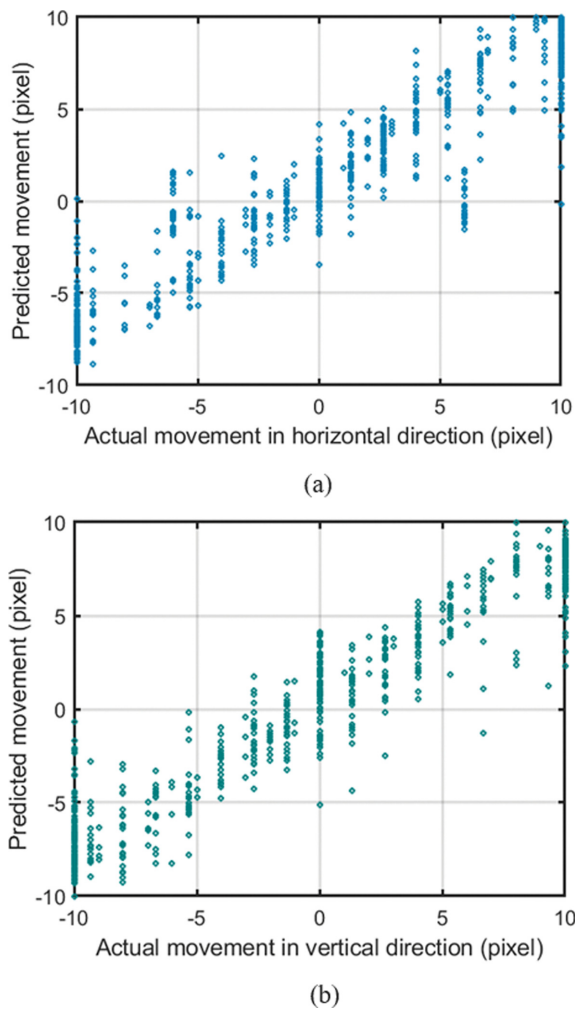 10
5
0
-5
-10
Predicted movement (pixel)
-10 -5 0 5 10
Actual movement in horizontal direction (pixel)
(a)
10
5
0
-5
-10
Predicted movement (pixel)
-10 -5 0 5 10
Actual movement in vertical direction (pixel)
(b)